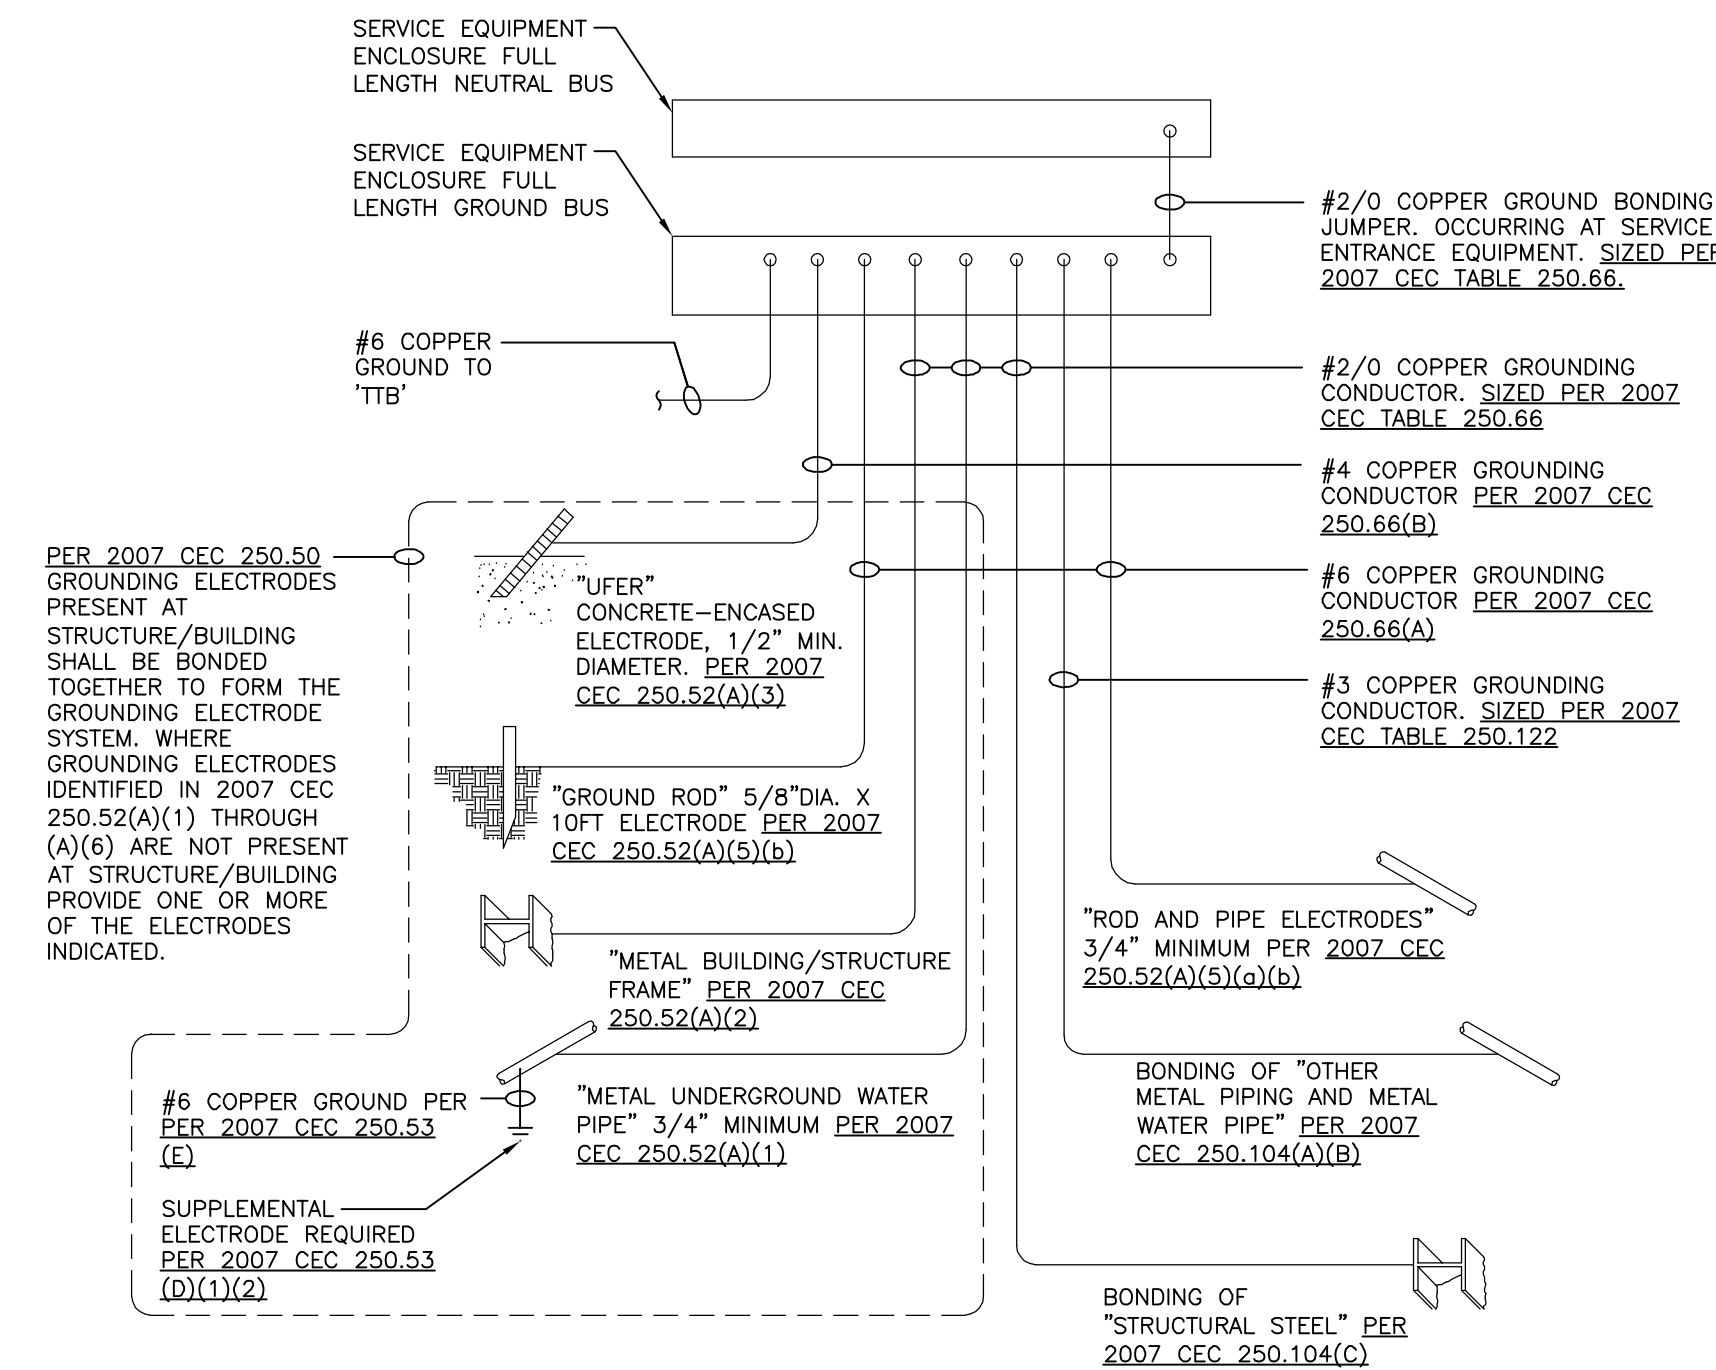 SERVICE EQUIPMENT
ENCLOSURE FULL
LENGTH NEUTRAL BUS
SERVICE EQUIPMENT
ENCLOSURE FULL
LENGTH GROUND BUS
#2/0 COPPER GROUND BONDING
JUMPER. OCCURRING AT SERVICE
ENTRANCE EQUIPMENT. SIZED PER
2007 CEC TABLE 250.66.
#6 COPPER
GROUND TO
'TTB'
#2/0 COPPER GROUNDING
CONDUCTOR. SIZED PER 2007
CEC TABLE 250.66
#4 COPPER GROUNDING
CONDUCTOR PER 2007 CEC
250.66(B)
#6 COPPER GROUNDING
CONDUCTOR PER 2007 CEC
250.66(A)
#3 COPPER GROUNDING
CONDUCTOR. SIZED PER 2007
CEC TABLE 250.122
PER 2007 CEC 250.50
GROUNDING ELECTRODES
PRESENT AT
STRUCTURE/BUILDING
SHALL BE BONDED
TOGETHER TO FORM THE
GROUNDING ELECTRODE
SYSTEM. WHERE
GROUNDING ELECTRODES
IDENTIFIED IN 2007 CEC
250.52(A)(1) THROUGH
(A)(6) ARE NOT PRESENT
AT STRUCTURE/BUILDING
PROVIDE ONE OR MORE
OF THE ELECTRODES
INDICATED.
"UFER"
CONCRETE-ENCASED
ELECTRODE, 1/2" MIN.
DIAMETER. PER 2007
CEC 250.52(A)(3)
"GROUND ROD" 5/8"DIA. X
10FT ELECTRODE PER 2007
CEC 250.52(A)(5)(b)
"METAL BUILDING/STRUCTURE
FRAME" PER 2007 CEC
250.52(A)(2)
"ROD AND PIPE ELECTRODES"
3/4" MINIMUM PER 2007 CEC
250.52(A)(5)(a)(b)
#6 COPPER GROUND PER
PER 2007 CEC 250.53
(E)
"METAL UNDERGROUND WATER
PIPE" 3/4" MINIMUM PER 2007
CEC 250.52(A)(1)
BONDING OF "OTHER
METAL PIPING AND METAL
WATER PIPE" PER 2007
CEC 250.104(A)(B)
SUPPLEMENTAL
ELECTRODE REQUIRED
PER 2007 CEC 250.53
(D)(1)(2)
BONDING OF
"STRUCTURAL STEEL" PER
2007 CEC 250.104(C)